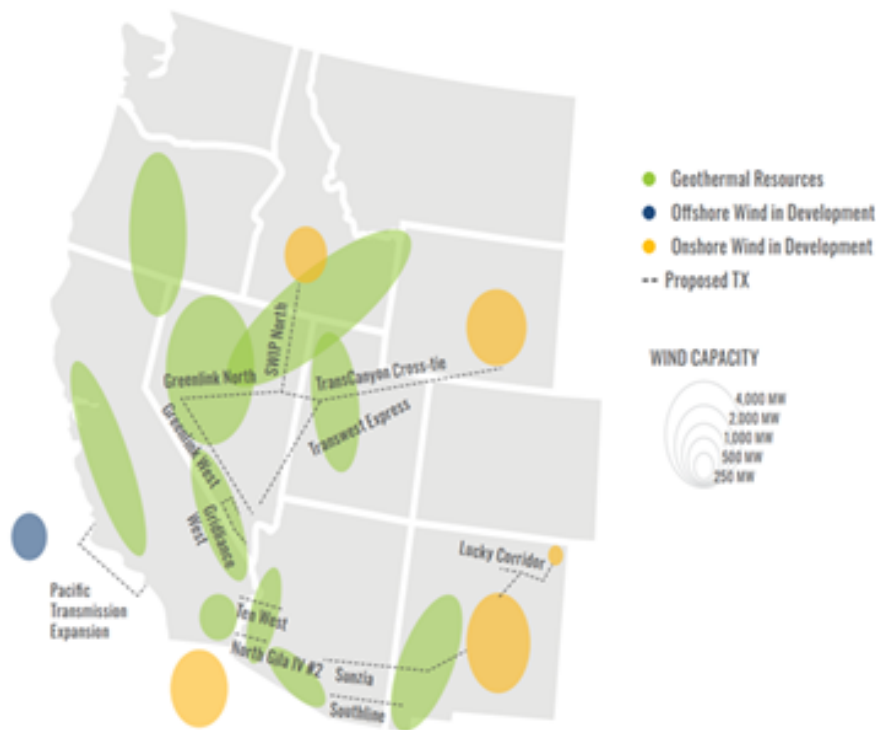 Geothermal Resources
Offshore Wind in Development
Onshore Wind in Development
Proposed TX
WIND CAPACITY
4,000 MW
2,000 MW
1,000 MW
500 MW
250 MW
SWIP North
Greenlink North
TransCanyon Cross-tie
Greenlink West
Transwest Express
Gridliance
West
Lucky Corridor
Pacific
Transmission
Expansion
Ten West
North Gila IV #2
Sunzia
Southline